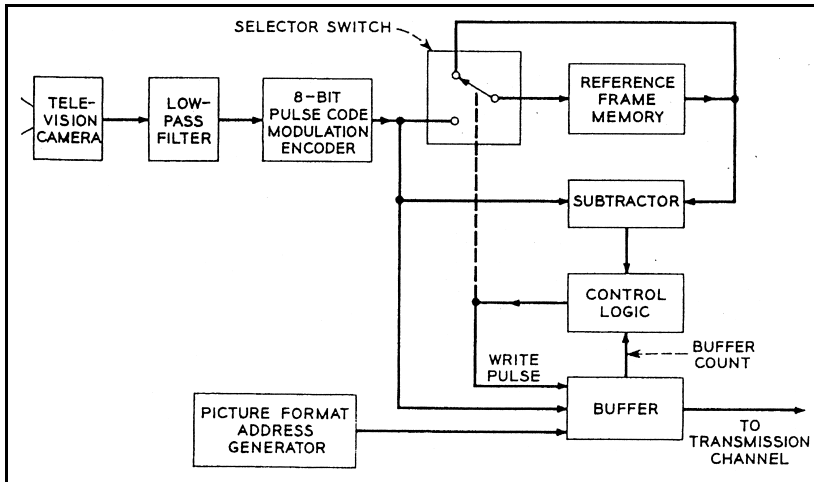 SELECTOR SWITCH
TELE-
VISION
CAMERA
LOW-
PASS
FILTER
8-BIT
PULSE CODE
MODULATION
ENCODER
REFERENCE
FRAME
MEMORY
SUBTRACTOR
CONTROL
LOGIC
BUFFER
COUNT
WRITE
PULSE
BUFFER
PICTURE FORMAT
ADDRESS
GENERATOR
TO
TRANSMISSION
CHANNEL